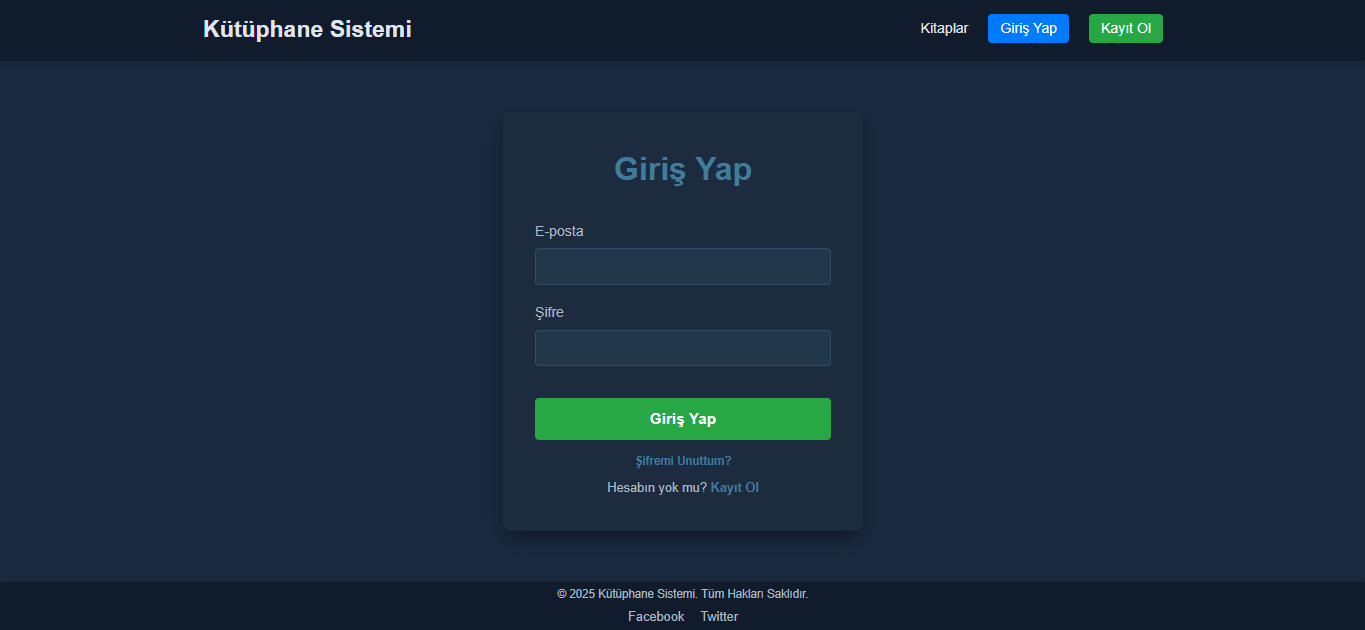 Kütüphane Sistemi
Kitaplar Giriş Yap Kayıt Ol
Giriş Yap
E-posta
Şifre
Giriş Yap
Şifremi Unuttum?
Hesabın yok mu? Kayıt Ol
© 2025 Kütüphane Sistemi. Tüm Hakları Saklıdır.
Facebook Twitter